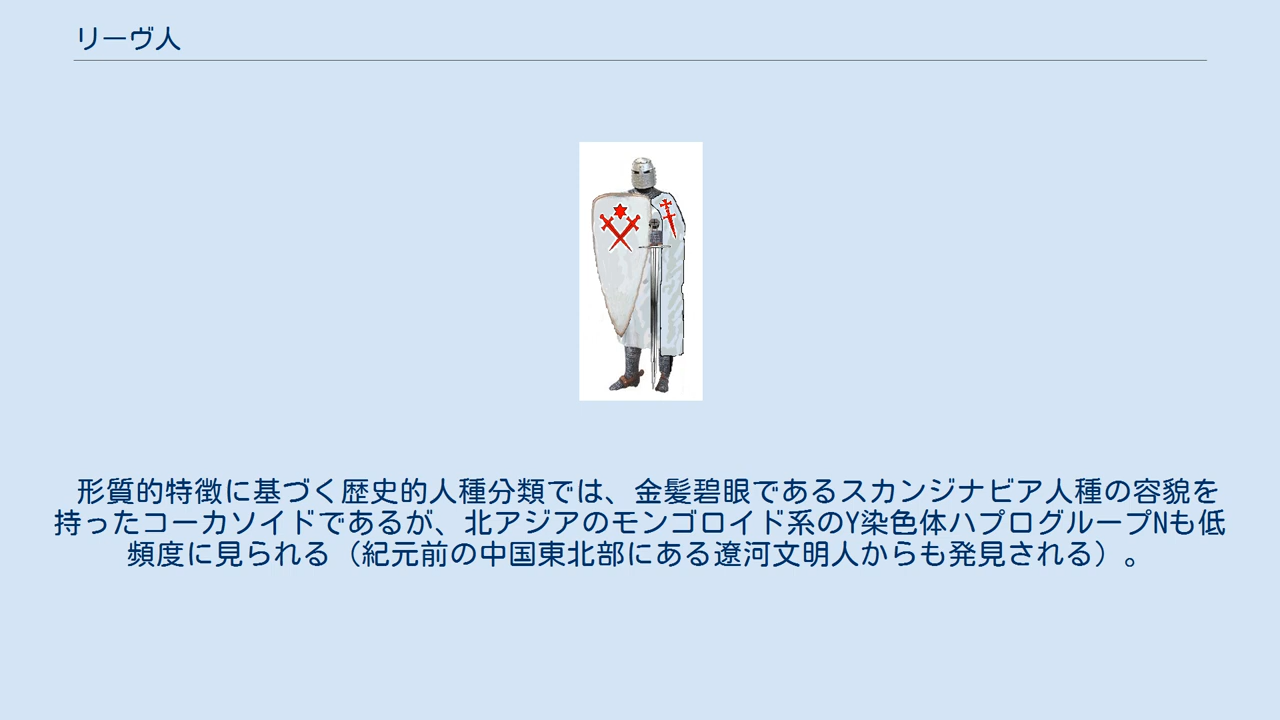 リーヴ人
形質的特徴に基づく歴史的人種分類では、金髪碧眼であるスカンジナビア人種の容貌を
持ったコーカソイドであるが、北アジアのモンゴロイド系のY染色体ハプログループNも低
頻度に見られる（紀元前の中国東北部にある遼河文明人からも発見される）。